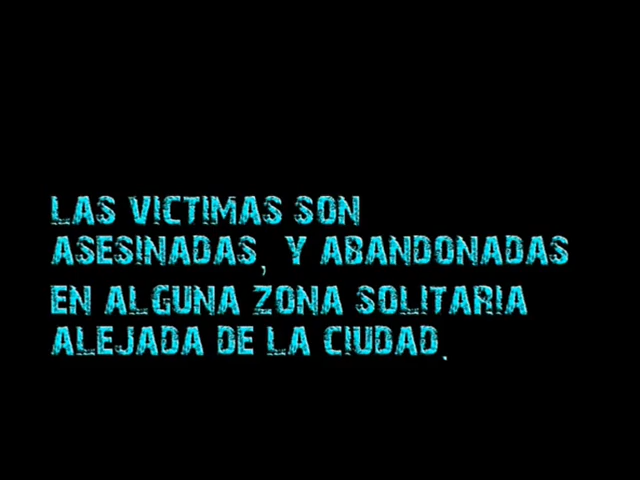 LAS VICTIMAS SON
ASESINADAS, Y ABANDONADAS
EN ALGUNA ZONA SOLITARIA
ALEJADA DE LA CIUDAD.